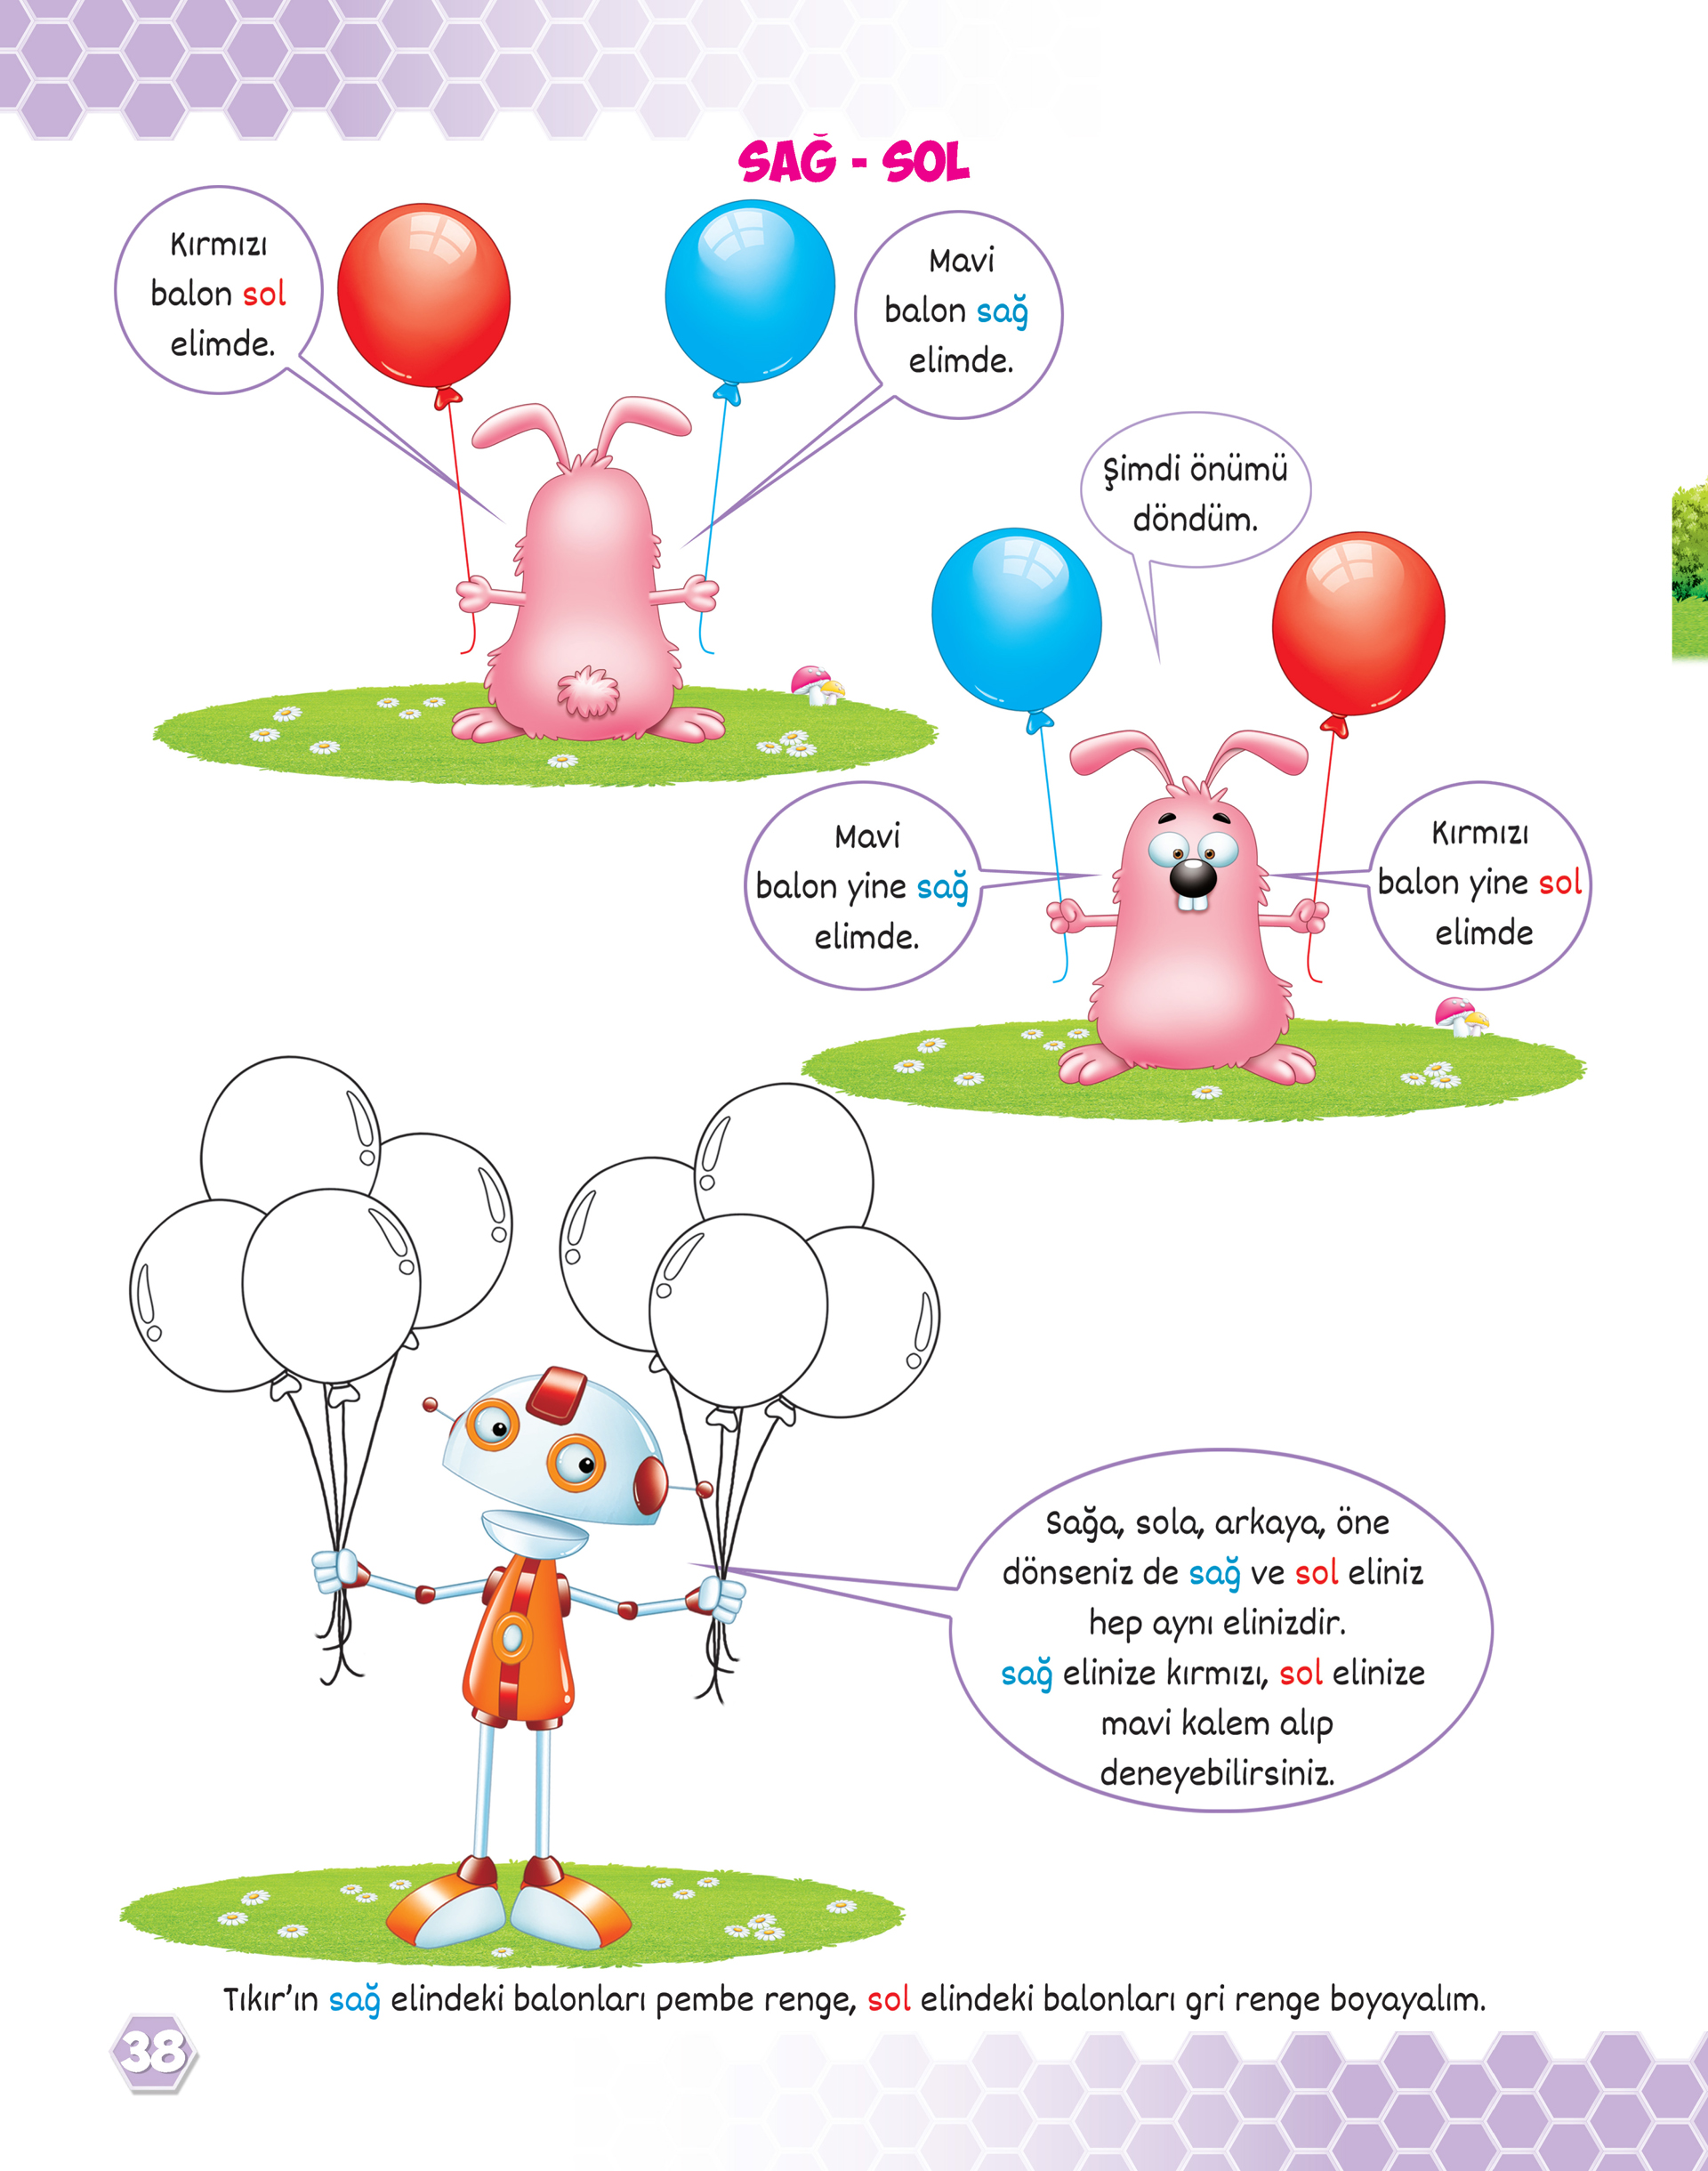 SAĞ - SOL
Kırmızı
balon sol
elimde.
Mavi
balon sağ
elimde.
Şimdi önümü
döndüm.
Mavi
balon yine sağ
elimde.
Kırmızı
balon yine sol
elimde
Sağa, sola, arkaya, öne
dönseniz de sağ ve sol eliniz
hep aynı elinizdir.
sağ elinize kırmızı, sol elinize
mavi kalem alıp
deneyebilirsiniz.
Tıkır’ın sağ elindeki balonları pembe renge, sol elindeki balonları gri renge boyayalım.
38